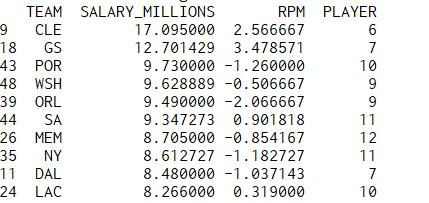 TEAM SALARY_MILLIONS RPM PLAYER
9 CLE 17.095000 2.566667 6
18 GS 12.701429 3.478571 7
43 POR 9.730000 -1.260000 10
48 WSH 9.628889 -0.506667 9
39 ORL 9.490000 -2.066667 9
44 SA 9.347273 0.901818 11
26 MEM 8.705000 -0.854167 12
35 NY 8.612727 -1.182727 11
11 DAL 8.480000 -1.037143 7
24 LAC 8.266000 0.319000 10